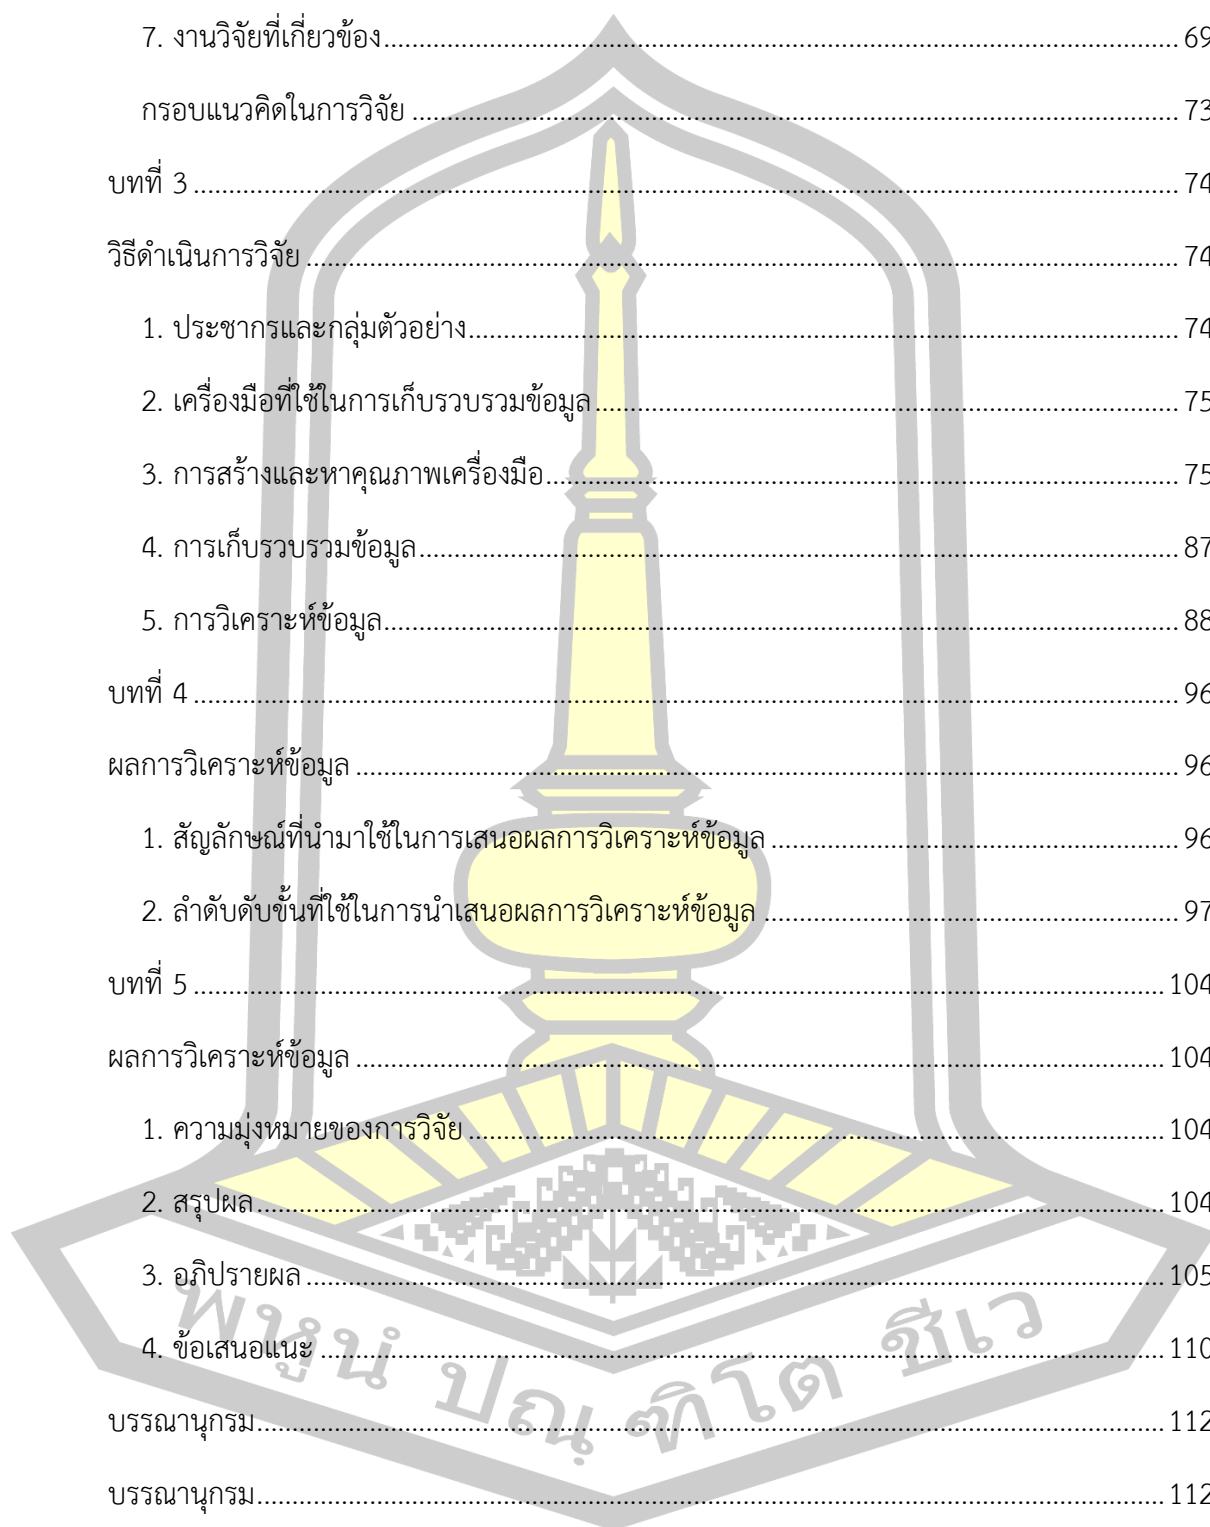 7. งานวิจัยที่เกี่ยวข้อง 69
กรอบแนวคิดในการวิจัย 73
บทที่ 3 74
วิธีดำเนินการวิจัย 74
1. ประชากรและกลุ่มตัวอย่าง 74
2. เครื่องมือที่ใช้ในการเก็บรวบรวมข้อมูล 75
3. การสร้างและหาคุณภาพเครื่องมือ 75
4. การเก็บรวบรวมข้อมูล 87
5. การวิเคราะห์ข้อมูล 88
บทที่ 4 96
ผลการวิเคราะห์ข้อมูล 96
1. สัญลักษณ์ที่นำมาใช้ในการเสนอผลการวิเคราะห์ข้อมูล 96
2. ลำดับดับขั้นที่ใช้ในการนำเสนอผลการวิเคราะห์ข้อมูล 97
บทที่ 5 104
ผลการวิเคราะห์ข้อมูล 104
1. ความมุ่งหมายของการวิจัย 104
2. สรุปผล 104
3. อภิปรายผล 105
4. ข้อเสนอแนะ 110
บรรณานุกรม 112
บรรณานุกรม 112
พหูนํ ปณฺฑิโต ชีเว